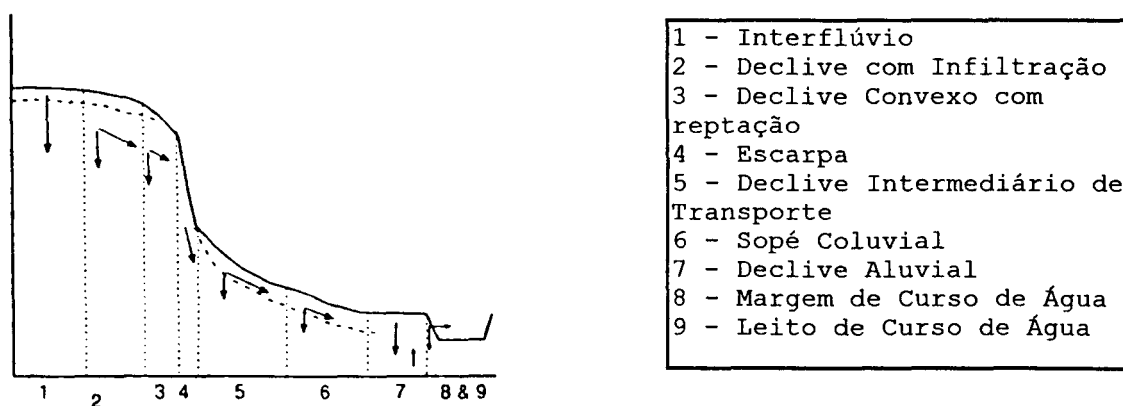 1 - Interflúvio
2 - Declive com Infiltração
3 - Declive Convexo com
reptação
4 - Escarpa
5 - Declive Intermediário de
Transporte
6 - Sopé Coluvial
7 - Declive Aluvial
8 - Margem de Curso de Água
9 - Leito de Curso de Água
1 2 3 4 5 6 7 8 & 9